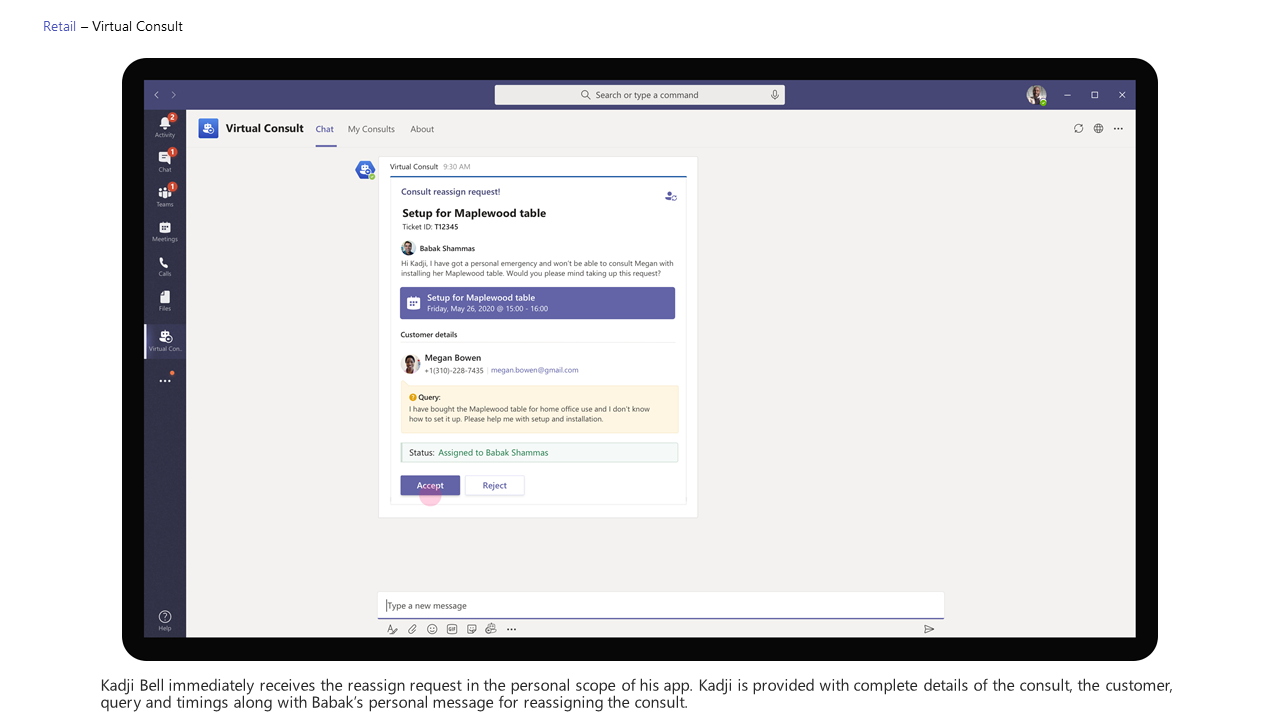 Retail – Virtual Consult
Search or type a command
Activity
2
Chat
1
Teams
1
Meetings
Calls
Files
Virtual Con..
Help
Virtual Consult Chat My Consults About
Virtual Consult 9:30 AM
Consult reassign request!
Setup for Maplewood table
Ticket ID: T12345
Babak Shammas
Hi Kadji, I have got a personal emergency and won't be able to consult Megan with
installing her Maplewood table. Would you please mind taking up this request?
Setup for Maplewood table
Friday, May 26, 2020 @ 15:00 - 16:00
Customer details
Megan Bowen
+1(310)-228-7435 | megan.bowen@gmail.com
? Query:
I have bought the Maplewood table for home office use and I don't know
how to set it up. Please help me with setup and installation.
Status: Assigned to Babak Shammas
Accept Reject
Type a new message
GIF
Kadji Bell immediately receives the reassign request in the personal scope of his app. Kadji is provided with complete details of the consult, the customer,
query and timings along with Babak’s personal message for reassigning the consult.